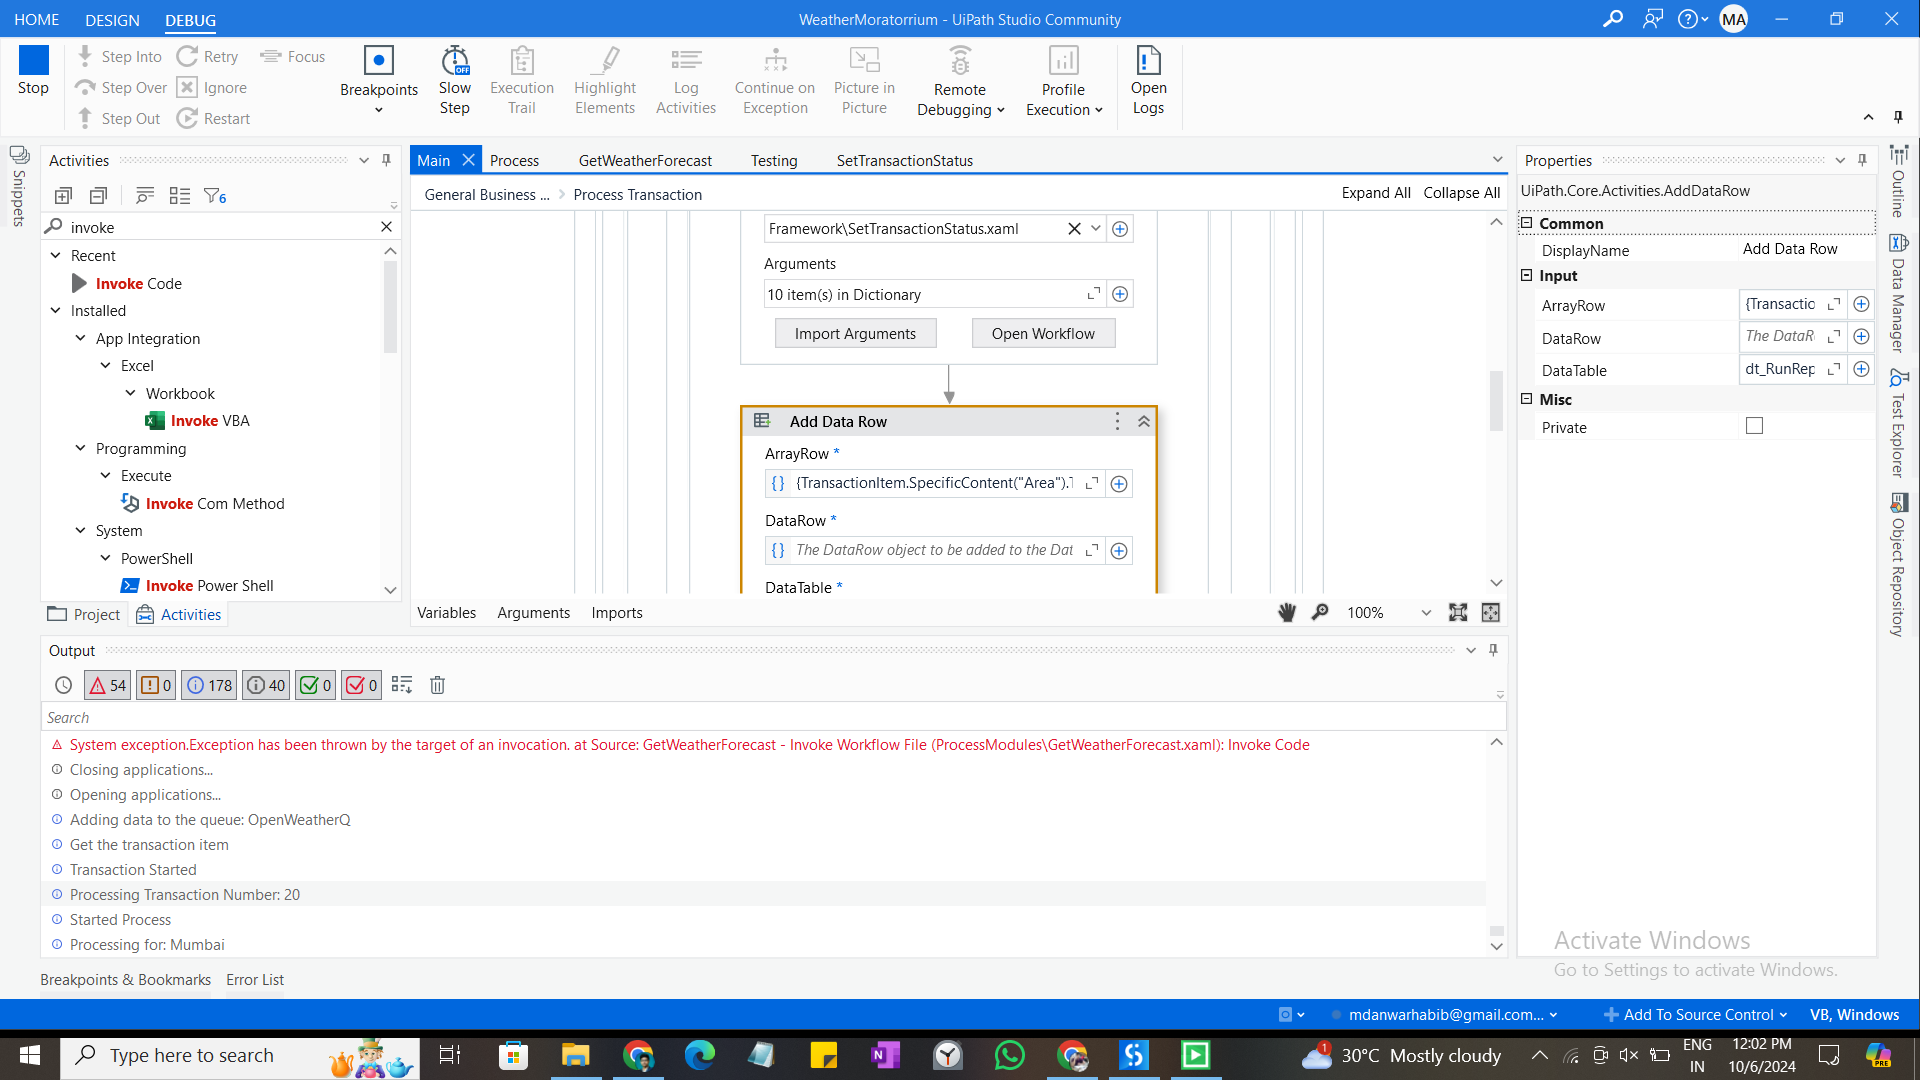 HOME DESIGN DEBUG
WeatherMoratorrium - UiPath Studio Community
MA
Stop
Step Into
Step Over
Step Out
Retry
Ignore
Restart
Focus
Breakpoints
Slow Step
OFF
Execution Trail
Highlight Elements
Log Activities
Continue on Exception
Picture in Picture
Remote Debugging
Profile Execution
Open Logs
Snippets
Activities
6
invoke
Recent
Invoke Code
Installed
App Integration
Excel
Workbook
Invoke VBA
Programming
Execute
Invoke Com Method
System
PowerShell
Invoke Power Shell
Project Activities
Main Process GetWeatherForecast Testing SetTransactionStatus
General Business ... > Process Transaction
Expand All Collapse All
Framework\SetTransactionStatus.xaml
Arguments
10 item(s) in Dictionary
Import Arguments Open Workflow
Add Data Row
ArrayRow *
{} {TransactionItem.SpecificContent("Area").T
DataRow *
{} The DataRow object to be added to the Dat
DataTable *
Variables Arguments Imports
100%
Properties
UiPath.Core.Activities.AddDataRow
Common
DisplayName Add Data Row
Input
ArrayRow {Transactio
DataRow The DataR
DataTable dt_RunRep
Misc
Private
Outline
Data Manager
Test Explorer
Object Repository
Output
54 0 178 40 0 0
Search
System exception.Exception has been thrown by the target of an invocation. at Source: GetWeatherForecast - Invoke Workflow File (ProcessModules\GetWeatherForecast.xaml): Invoke Code
Closing applications...
Opening applications...
Adding data to the queue: OpenWeatherQ
Get the transaction item
Transaction Started
Processing Transaction Number: 20
Started Process
Processing for: Mumbai
Activate Windows
Go to Settings to activate Windows.
Breakpoints & Bookmarks Error List
mdanwarhabib@gmail.com...
Add To Source Control
VB, Windows
Type here to search
1
30°C Mostly cloudy
ENG
IN
12:02 PM
10/6/2024
PRE